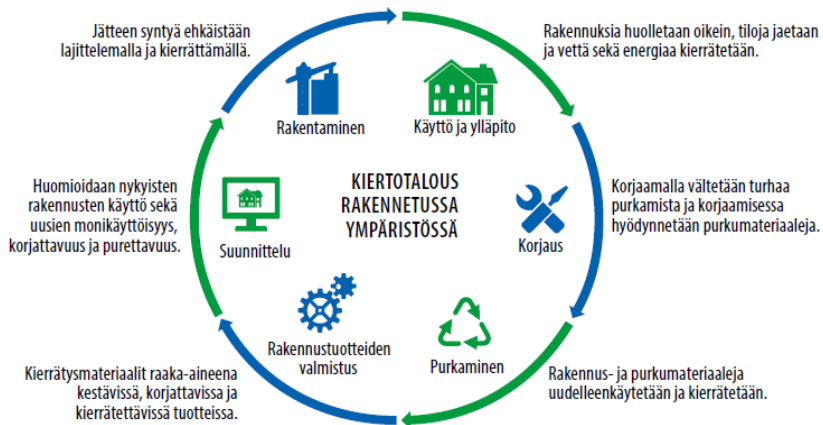 Jätteen syntyä ehkäistään
lajittelemalla ja kierrättämällä.
Rakennuksia huolletaan oikein, tiloja jaetaan
ja vettä sekä energiaa kierrätetään.
Rakentaminen
Käyttö ja ylläpito
KIERTOTALOUS
RAKENNETUSSA
YMPÄRISTÖSSÄ
Huomioidaan nykyisten
rakennusten käyttö sekä
uusien monikäyttöisyys,
korjattavuus ja purettavuus.
Suunnittelu
Korjaus
Korjaamalla vältetään turhaa
purkamista ja korjaamisessa
hyödynnetään purkumateriaaleja.
Rakennustuotteiden
valmistus
Purkaminen
Kierrätysmateriaalit raaka-aineena
kestävissä, korjattavissa ja
kierrätettävissä tuotteissa.
Rakennus- ja purkumateriaaleja
uudelleenkäytetään ja kierrätetään.